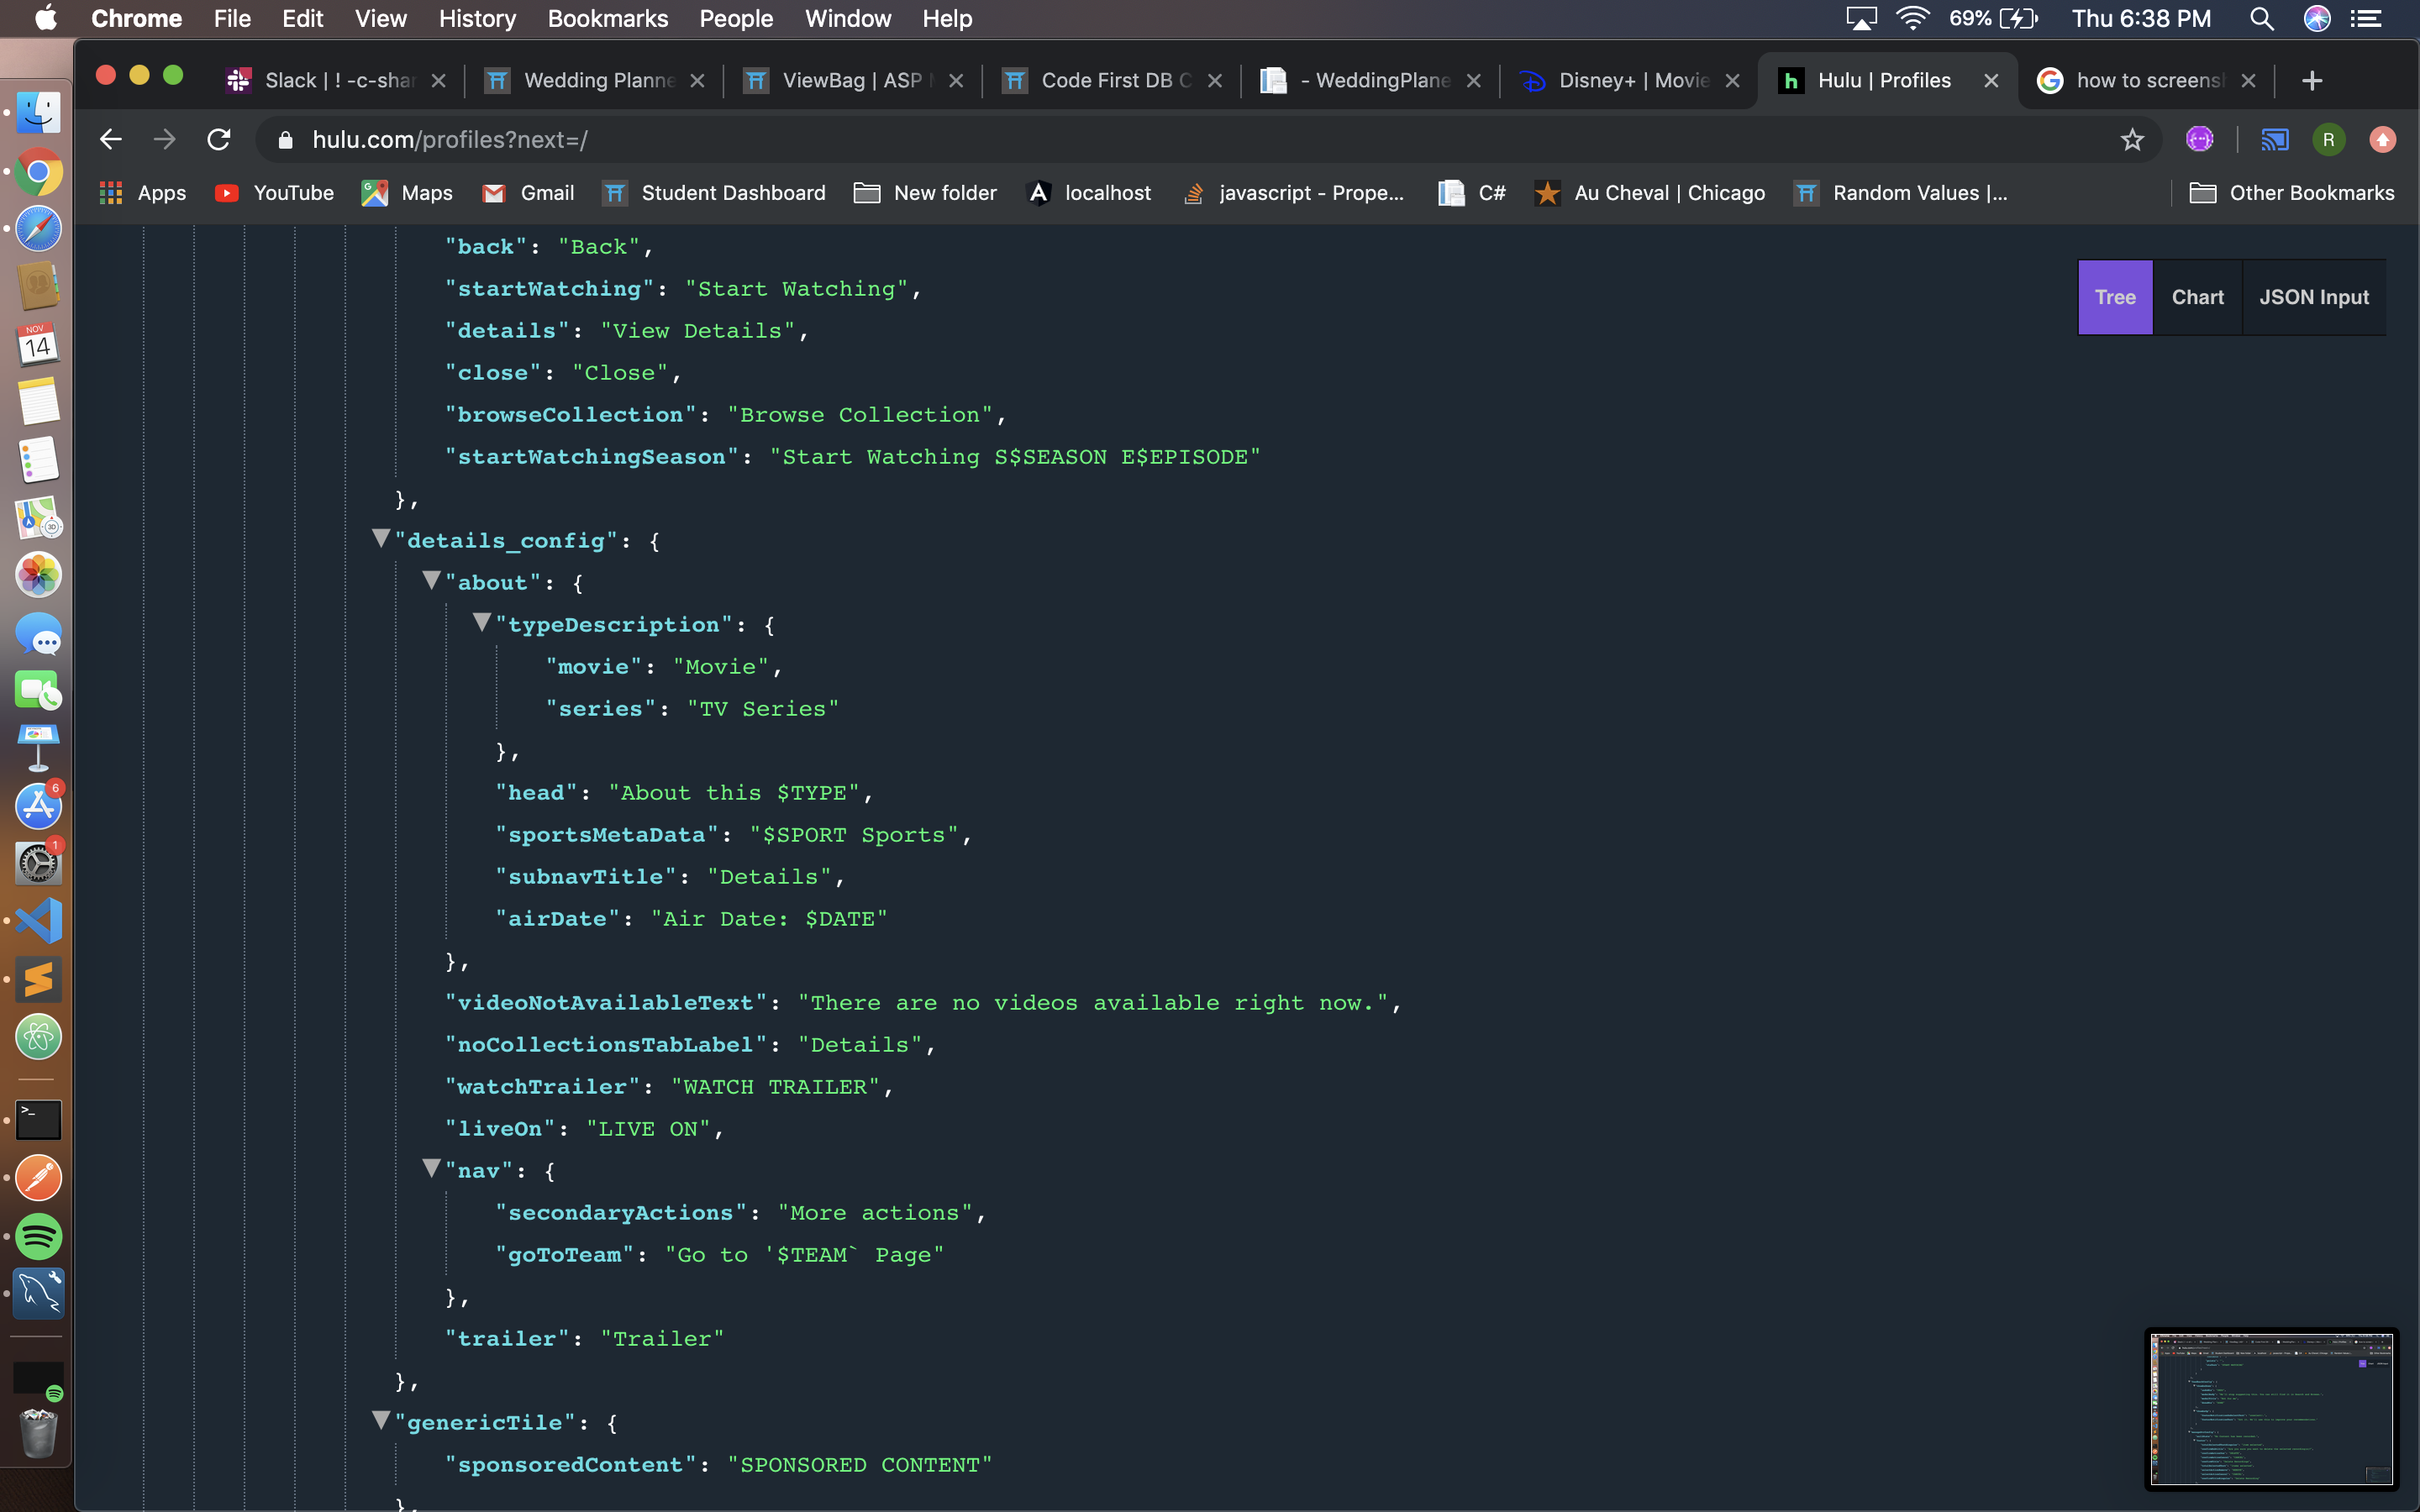 Chrome File Edit View History Bookmarks People Window Help 69% Thu 6:38 PM
Slack | ! -c-shar Wedding Planne ViewBag | ASP Code First DB C - WeddingPlane Disney+ | Movie Hulu | Profiles how to screensh
hulu.com/profiles?next=/ R
Apps YouTube Maps Gmail Student Dashboard New folder localhost javascript - Prope... C# Au Cheval | Chicago Random Values |... Other Bookmarks
Tree Chart JSON Input
"back": "Back",
"startWatching": "Start Watching",
"details": "View Details",
"close": "Close",
"browseCollection": "Browse Collection",
"startWatchingSeason": "Start Watching S$SEASON E$EPISODE"
},
"details_config": {
"about": {
"typeDescription": {
"movie": "Movie",
"series": "TV Series"
},
"head": "About this $TYPE",
"sportsMetaData": "$SPORT Sports",
"subnavTitle": "Details",
"airDate": "Air Date: $DATE"
},
"videoNotAvailableText": "There are no videos available right now.",
"noCollectionsTabLabel": "Details",
"watchTrailer": "WATCH TRAILER",
"liveOn": "LIVE ON",
"nav": {
"secondaryActions": "More actions",
"goToTeam": "Go to '$TEAM` Page"
},
"trailer": "Trailer"
},
"genericTile": {
"sponsoredContent": "SPONSORED CONTENT"
},
NOV
14
3D
6
1
>_